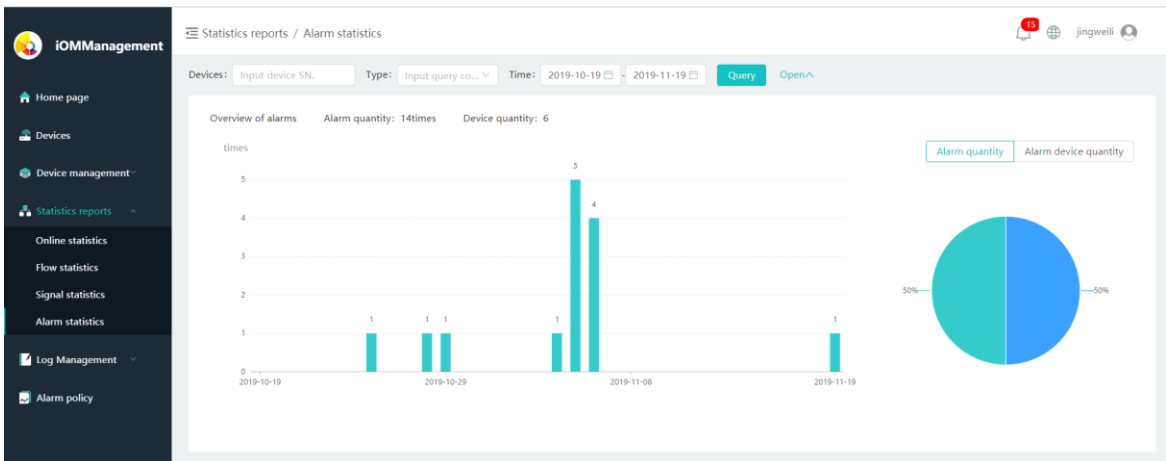 iOMManagement
Statistics reports / Alarm statistics
15
jingweili
Home page
Devices
Device management
Statistics reports
Online statistics
Flow statistics
Signal statistics
Alarm statistics
Log Management
Alarm policy
Devices: Input device SN. Type: Input query co... Time: 2019-10-19 - 2019-11-19 Query Open
Overview of alarms Alarm quantity: 14times Device quantity: 6
times
5
4
3
2
1
0
1
1
1
1
5
4
1
2019-10-19 2019-10-29 2019-11-08 2019-11-19
Alarm quantity Alarm device quantity
50% 50%